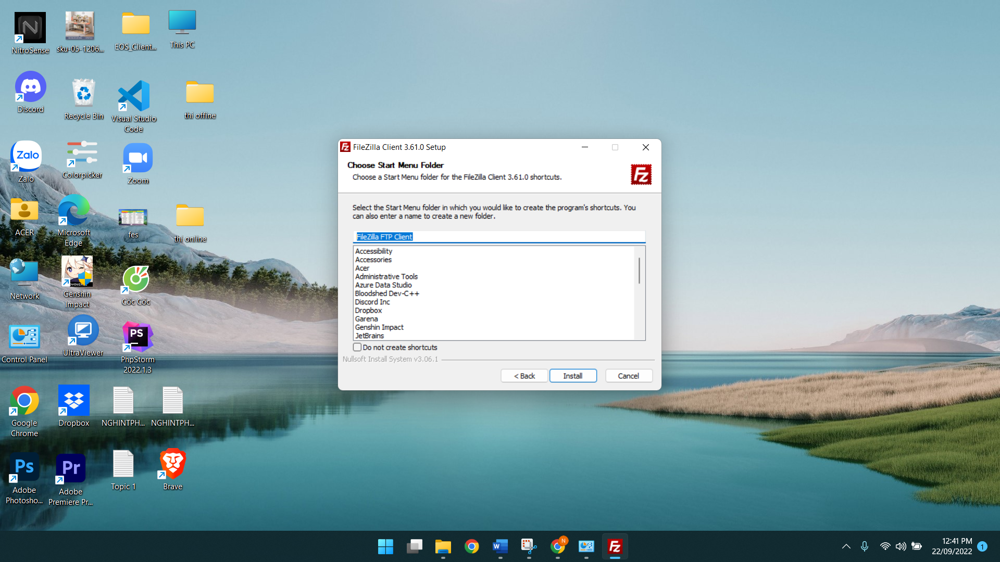 NitroSense
sku-05-1206...
EOS_Client...
This PC
Discord
Recycle Bin
Visual Studio
Code
thi offine
Zalo
Zalo
Colorpicker
Zoom
ACER
Microsoft
Edge
fes
thi online
Network
Genshin
Impact
Cốc Cốc
Control Panel
UltraViewer
PS
PhpStorm
2022.1.3
Google
Chrome
Dropbox
NGHINTPH...
NGHINTPH...
Ps
Adobe
Photosho...
Pr
Adobe
Premiere Pr...
Topic 1
Brave
Fz FileZilla Client 3.61.0 Setup
Choose Start Menu Folder
Choose a Start Menu folder for the FileZilla Client 3.61.0 shortcuts.
Fz
Select the Start Menu folder in which you would like to create the program's shortcuts. You
can also enter a name to create a new folder.
FileZilla FTP Client
Accessibility
Accessories
Acer
Administrative Tools
Azure Data Studio
Bloodshed Dev-C++
Discord Inc
Dropbox
Garena
Genshin Impact
JetBrains
Do not create shortcuts
Nullsoft Install System v3.06.1
< Back
Install
Cancel
W
N
Fz
12:41 PM
22/09/2022
1